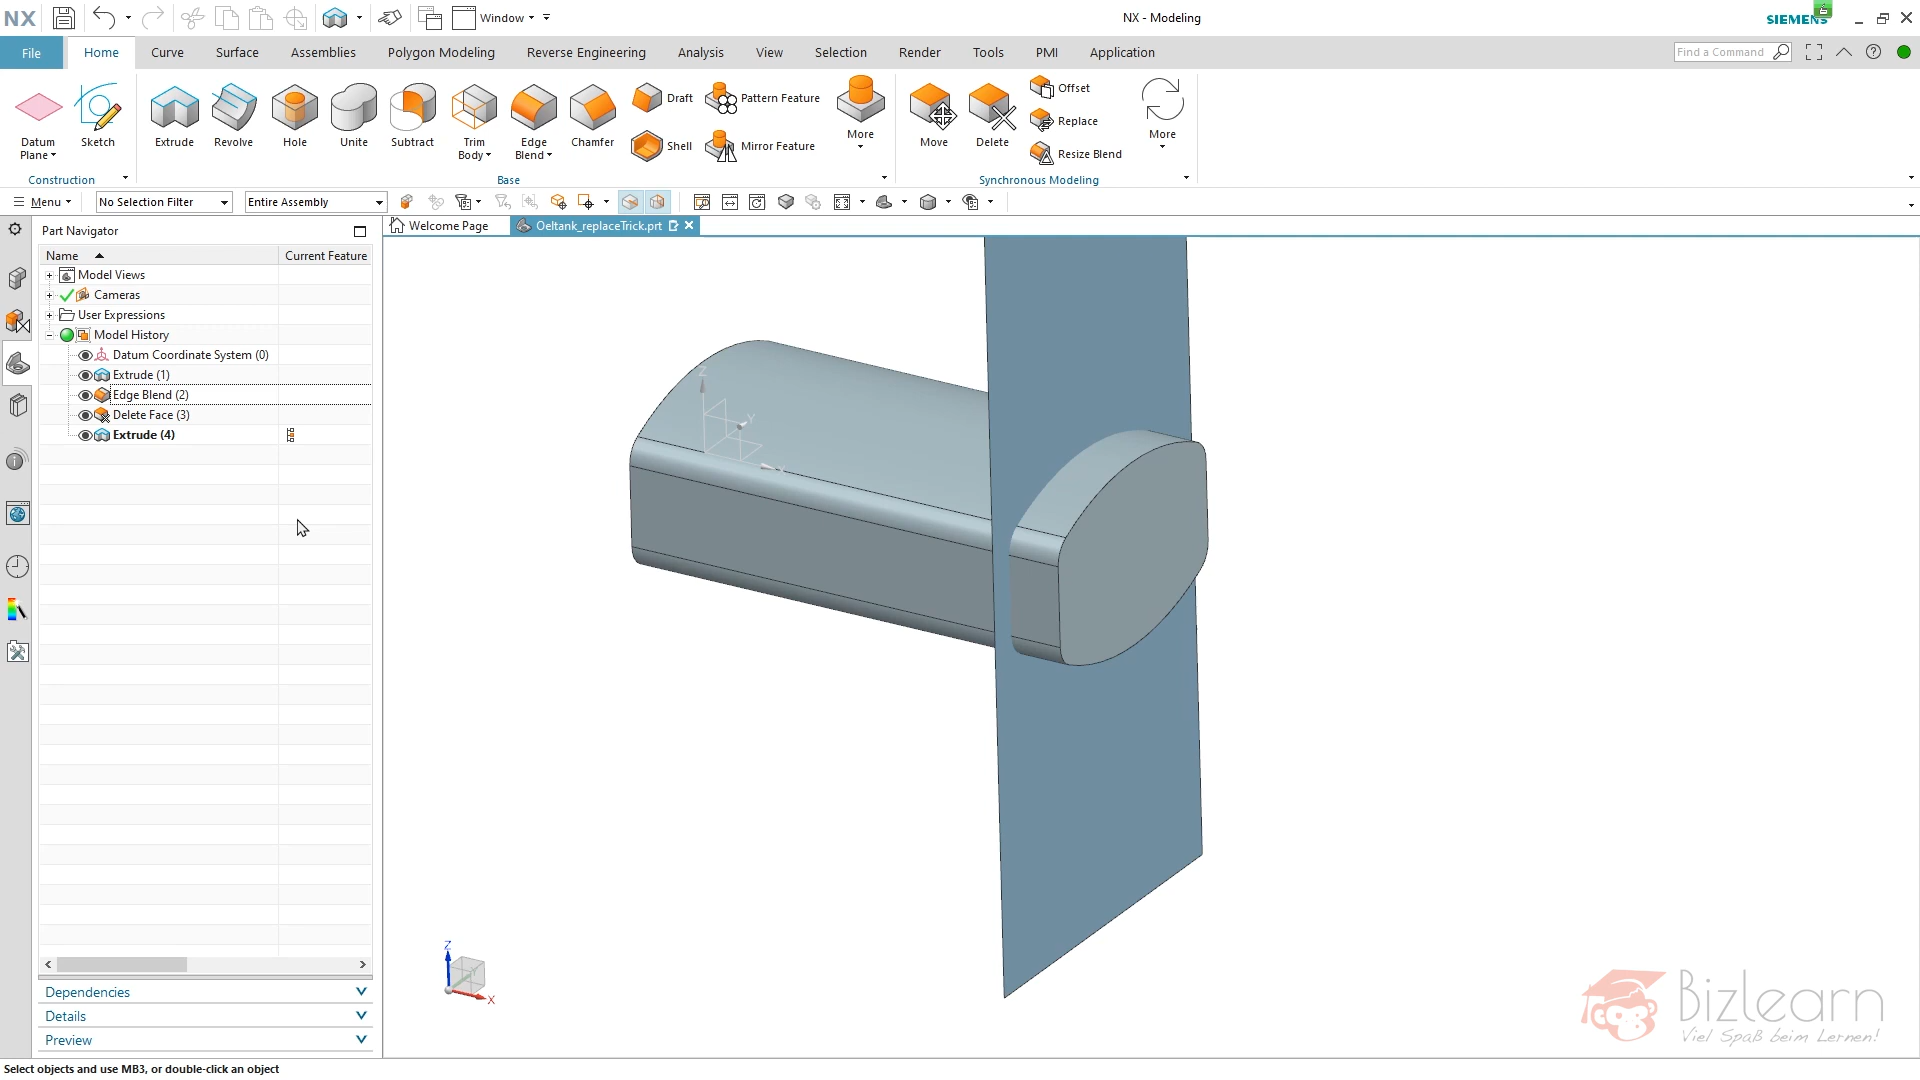 NX
Window
NX - Modeling
SIEMENS
File
Home
Curve
Surface
Assemblies
Polygon Modeling
Reverse Engineering
Analysis
View
Selection
Render
Tools
PMI
Application
Find a Command
Datum Plane
Sketch
Extrude
Revolve
Hole
Unite
Subtract
Trim Body
Edge Blend
Chamfer
Draft
Shell
Pattern Feature
Mirror Feature
More
Move
Delete
Offset
Replace
Resize Blend
More
Construction
Base
Synchronous Modeling
Menu
No Selection Filter
Entire Assembly
Part Navigator
Welcome Page
Oeltank_replaceTrick.prt
Name
Current Feature
Model Views
Cameras
User Expressions
Model History
Datum Coordinate System (0)
Extrude (1)
Edge Blend (2)
Delete Face (3)
Extrude (4)
Z
Y
Z
X
Dependencies
Details
Preview
Bizlearn
Viel Spaß beim Lernen!
Select objects and use MB3, or double-click an object